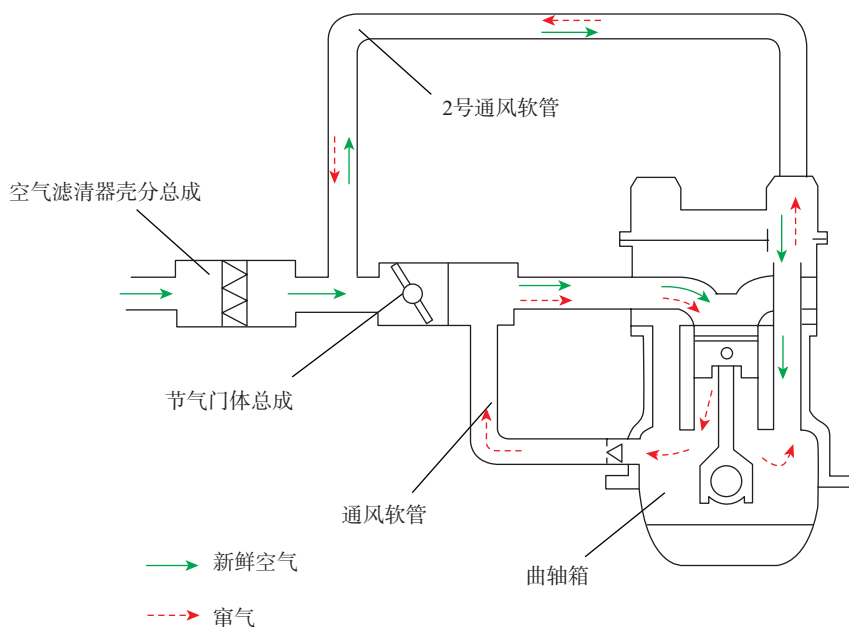 2号通风软管
空气滤清器壳分总成
节气门体总成
通风软管
曲轴箱
新鲜空气
窜气